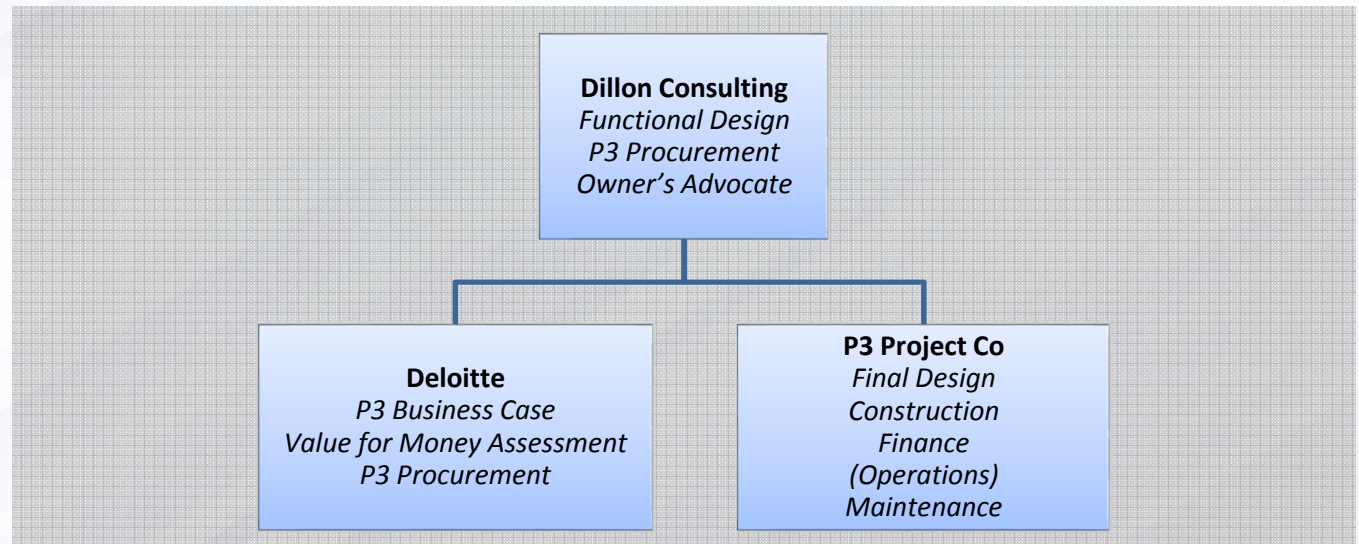 Dillon Consulting
Functional Design
P3 Procurement
Owner’s Advocate
Deloitte
P3 Business Case
Value for Money Assessment
P3 Procurement
P3 Project Co
Final Design
Construction
Finance
(Operations)
Maintenance